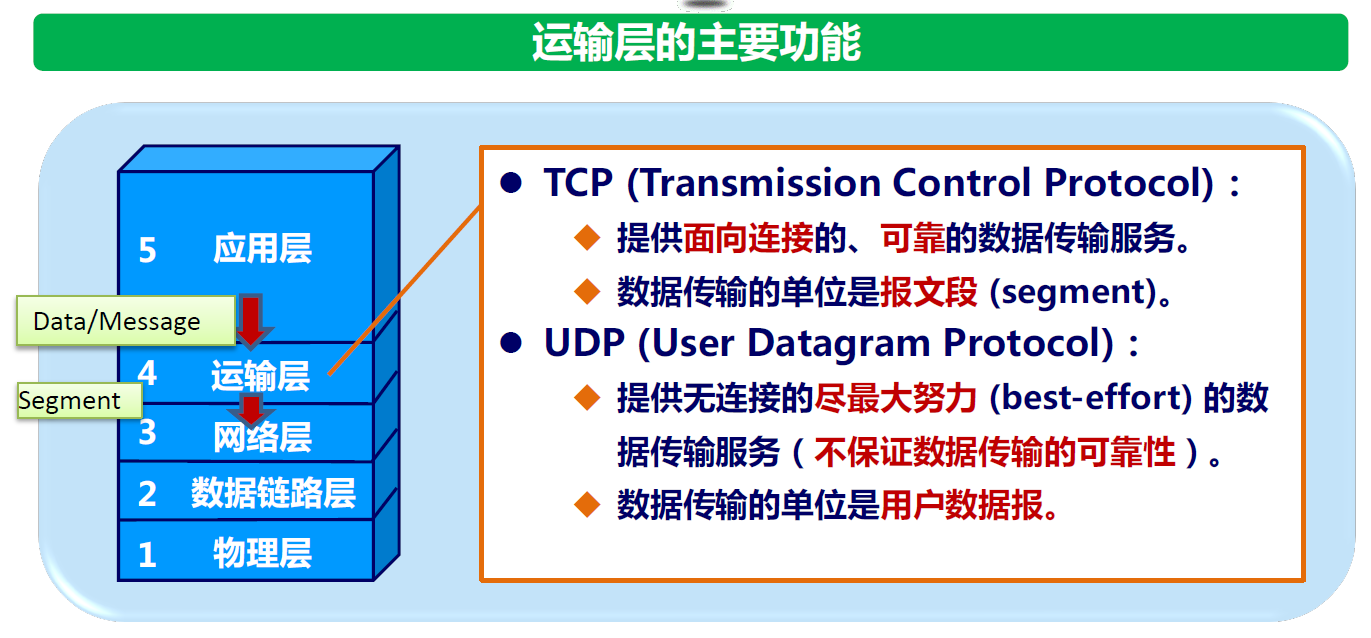 运输层的主要功能
5 应用层
Data/Message
4 运输层
Segment
3 网络层
2 数据链路层
1 物理层
● TCP (Transmission Control Protocol)：
◆ 提供面向连接的、可靠的数据传输服务。
◆ 数据传输的单位是报文段 (segment)。
● UDP (User Datagram Protocol)：
◆ 提供无连接的尽最大努力 (best-effort) 的数
据传输服务（不保证数据传输的可靠性）。
◆ 数据传输的单位是用户数据报。